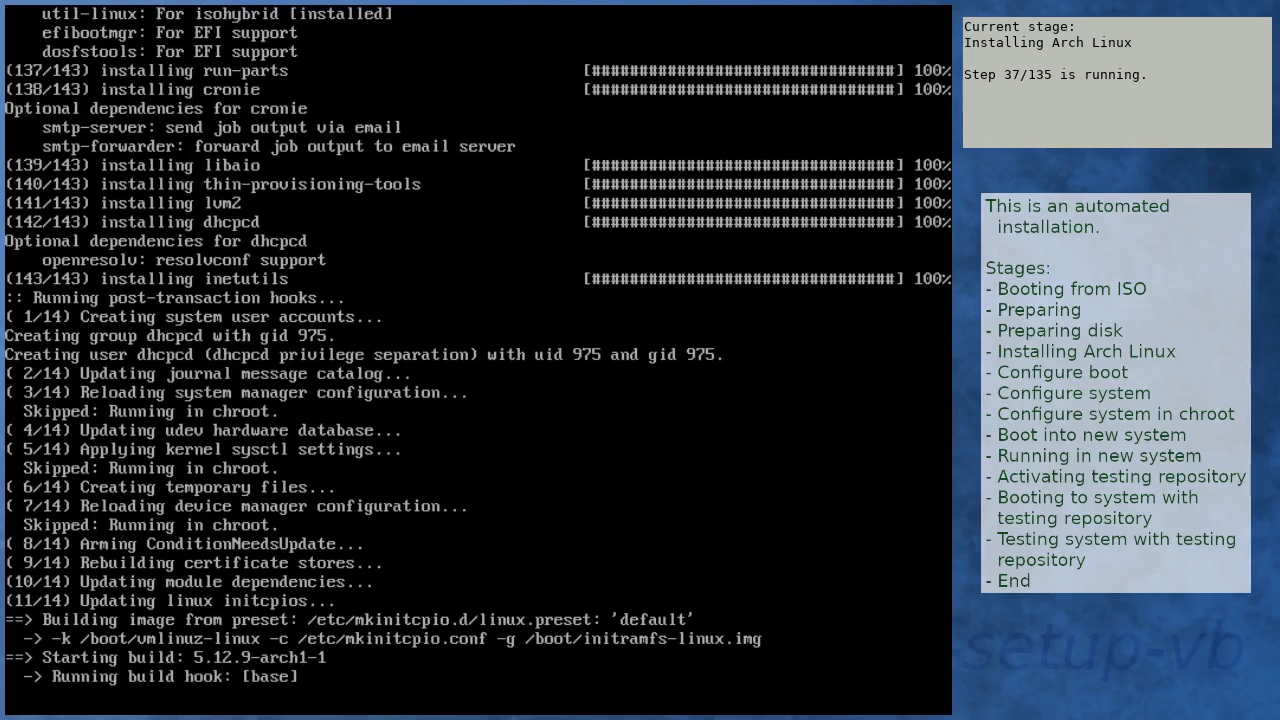 util-linux: For isohybrid [installed]
    efibootmgr: For EFI support
    dosfstools: For EFI support
(137/143) installing run-parts [################################] 100%
(138/143) installing cronie [################################] 100%
Optional dependencies for cronie
    smtp-server: send job output via email
    smtp-forwarder: forward job output to email server
(139/143) installing libaio [################################] 100%
(140/143) installing thin-provisioning-tools [################################] 100%
(141/143) installing lvm2 [################################] 100%
(142/143) installing dhcpcd [################################] 100%
Optional dependencies for dhcpcd
    openresolv: resolvconf support
(143/143) installing inetutils [################################] 100%
:: Running post-transaction hooks...
( 1/14) Creating system user accounts...
Creating group dhcpcd with gid 975.
Creating user dhcpcd (dhcpcd privilege separation) with uid 975 and gid 975.
( 2/14) Updating journal message catalog...
( 3/14) Reloading system manager configuration...
  Skipped: Running in chroot.
( 4/14) Updating udev hardware database...
( 5/14) Applying kernel sysctl settings...
  Skipped: Running in chroot.
( 6/14) Creating temporary files...
( 7/14) Reloading device manager configuration...
  Skipped: Running in chroot.
( 8/14) Arming ConditionNeedsUpdate...
( 9/14) Rebuilding certificate stores...
(10/14) Updating module dependencies...
(11/14) Updating linux initcpios...
==> Building image from preset: /etc/mkinitcpio.d/linux.preset: 'default'
  -> -k /boot/vmlinuz-linux -c /etc/mkinitcpio.conf -g /boot/initramfs-linux.img
==> Starting build: 5.12.9-arch1-1
  -> Running build hook: [base]
Current stage:
Installing Arch Linux
Step 37/135 is running.
This is an automated
installation.
Stages:
- Booting from ISO
- Preparing
- Preparing disk
- Installing Arch Linux
- Configure boot
- Configure system
- Configure system in chroot
- Boot into new system
- Running in new system
- Activating testing repository
- Booting to system with
testing repository
- Testing system with testing
repository
- End
-setup-vb